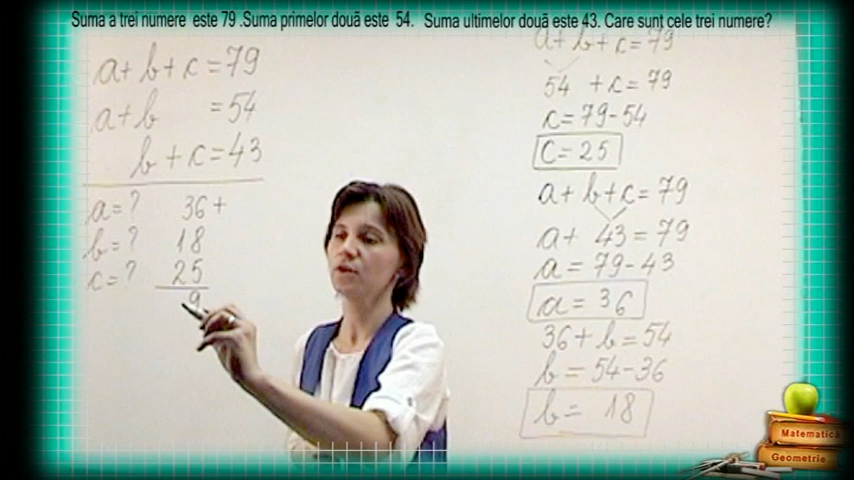 Suma a trei numere este 79 .Suma primelor două este 54. Suma ultimelor două este 43. Care sunt cele trei numere?
a+b+c=79
a+b =54
b+c=43
a=? 36+
b=? 18
c=? 25
9
a+b+c=79
54 +c=79
c=79-54
C=25
a+b+c=79
a+ 43=79
a=79-43
a=36
36+b=54
b=54-36
b= 18
Matematică
Geometrie